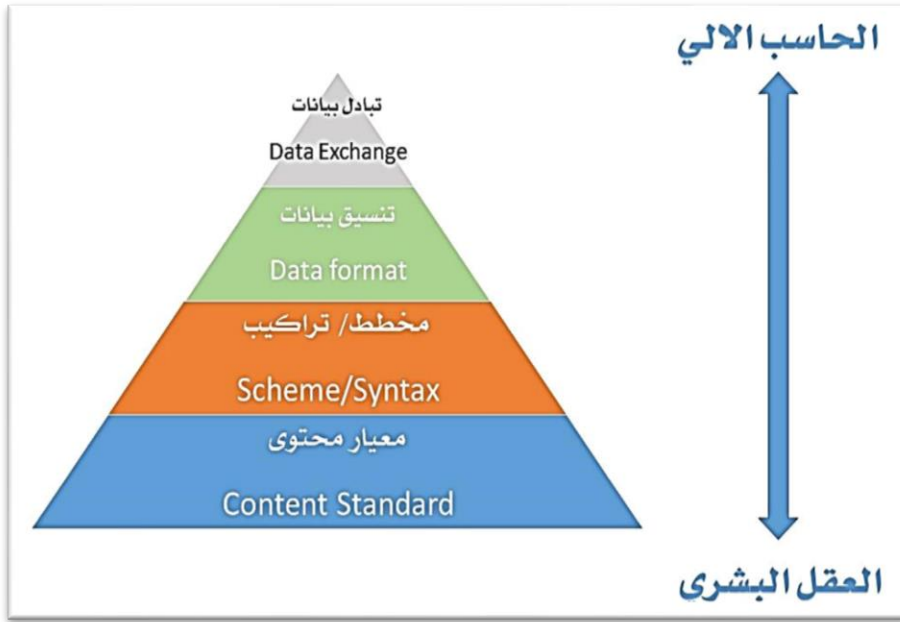 الحاسب الالي
تبادل بيانات
Data Exchange
تنسيق بيانات
Data format
مخطط/ تراكيب
Scheme/Syntax
معيار محتوى
Content Standard
العقل البشرى